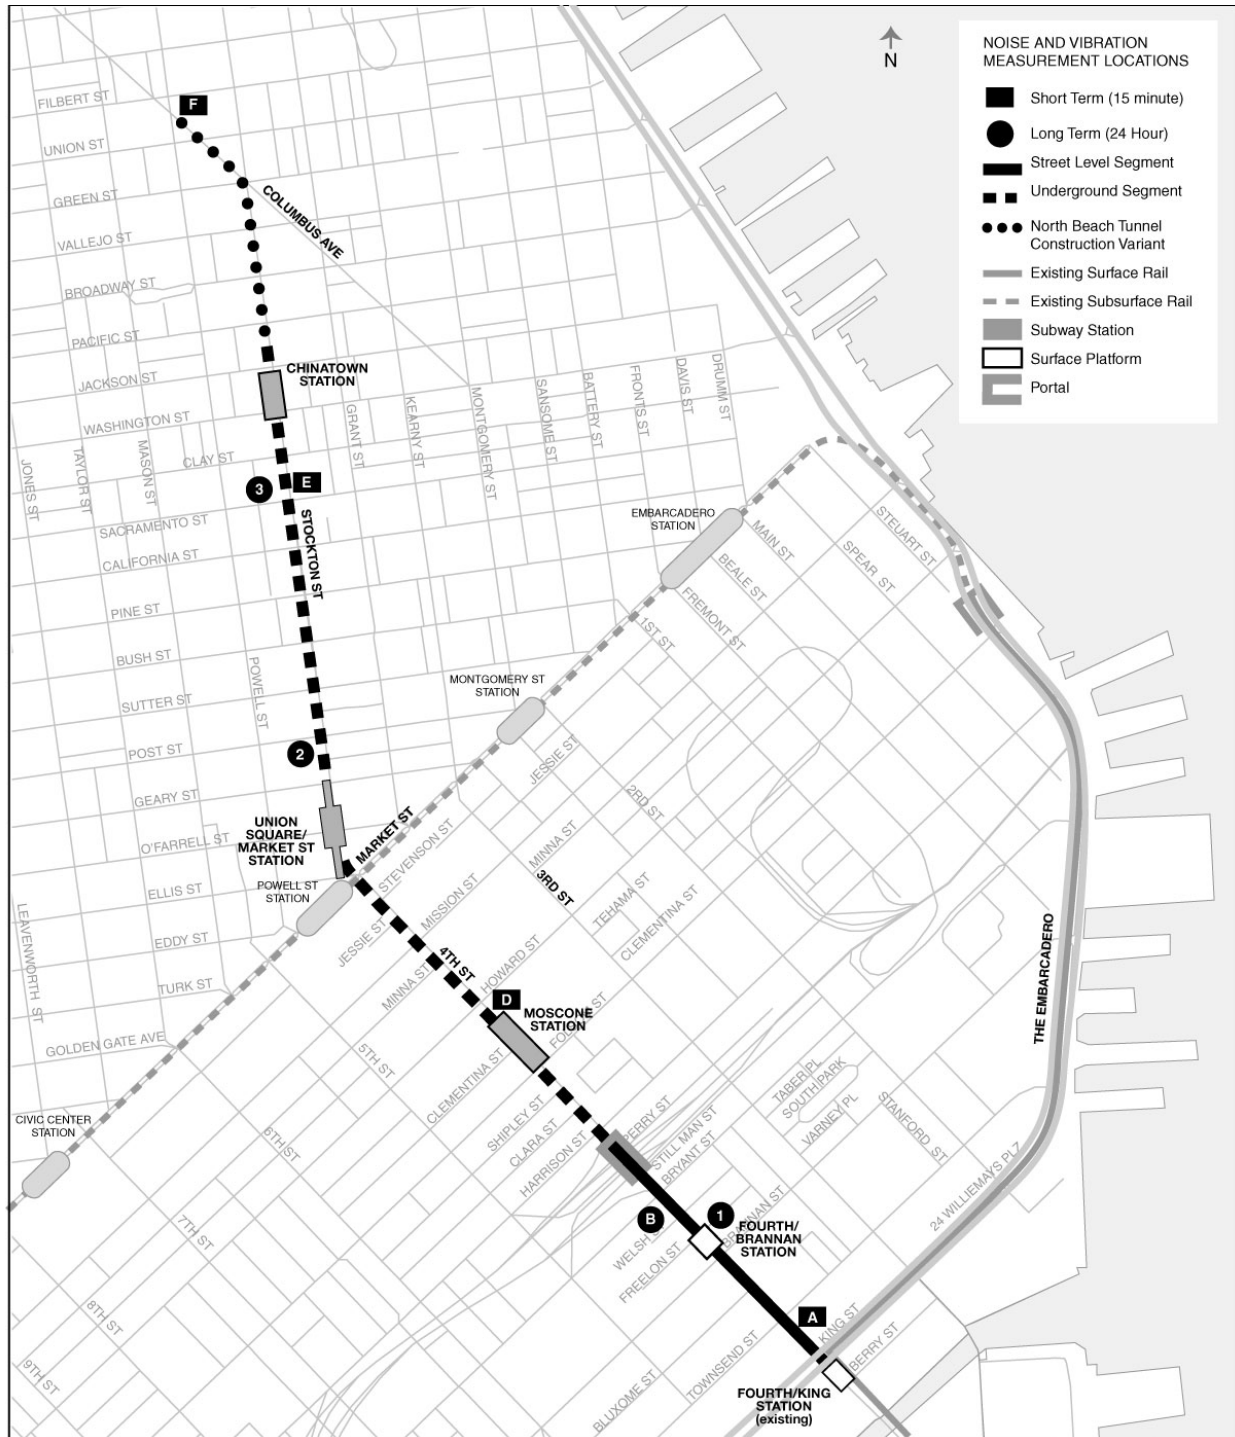 N
NOISE AND VIBRATION
MEASUREMENT LOCATIONS
Short Term (15 minute)
Long Term (24 Hour)
Street Level Segment
Underground Segment
North Beach Tunnel
Construction Variant
Existing Surface Rail
Existing Subsurface Rail
Subway Station
Surface Platform
Portal
F
FILBERT ST
UNION ST
GREEN ST
COLUMBUS AVE
VALLEJO ST
BROADWAY ST
PACIFIC ST
JACKSON ST
CHINATOWN
STATION
WASHINGTON ST
CLAY ST
JONES ST
TAYLOR ST
MASON ST
GRANT ST
KEARNY ST
MONTGOMERY ST
SANSOME ST
BATTERY ST
FRONTS ST
DAVIS ST
DRUMM ST
3
E
SACRAMENTO ST
STOCKTON ST
CALIFORNIA ST
PINE ST
BUSH ST
POWELL ST
SUTTER ST
POST ST
2
GEARY ST
EMBARCADERO
STATION
MAIN ST
BEALE ST
SPEAR ST
STEUART ST
FREMONT ST
1ST ST
MONTGOMERY ST
STATION
JESSIE ST
2RD ST
UNION
SQUARE/
MARKET ST
STATION
O'FARRELL ST
MARKET ST
STEVENSON ST
MINNA ST
3RD ST
ELLIS ST
POWELL ST
STATION
MISSION ST
TEHAMA ST
CLEMENTINA ST
LEAVENWORTH ST
EDDY ST
JESSIE ST
4TH ST
HOWARD ST
MINNA ST
TURK ST
D
MOSCONE
STATION
THE EMBARCADERO
GOLDEN GATE AVE
5TH ST
CLEMENTINA ST
SHIPLEY ST
CLARA ST
HARRISON ST
PERRY ST
STILL MAN ST
BRYANT ST
TABER PL
SOUTH PARK
VARNEY PL
STANFORD ST
CIVIC CENTER
STATION
6TH ST
24 WILLIEMAYS PLZ
7TH ST
B
1
FOURTH/
BRANNAN
STATION
BRANNAN ST
FREELON ST
8TH ST
A
KING ST
BERRY ST
9TH ST
TOWNSEND ST
BLUXOME ST
FOURTH/KING
STATION
(existing)